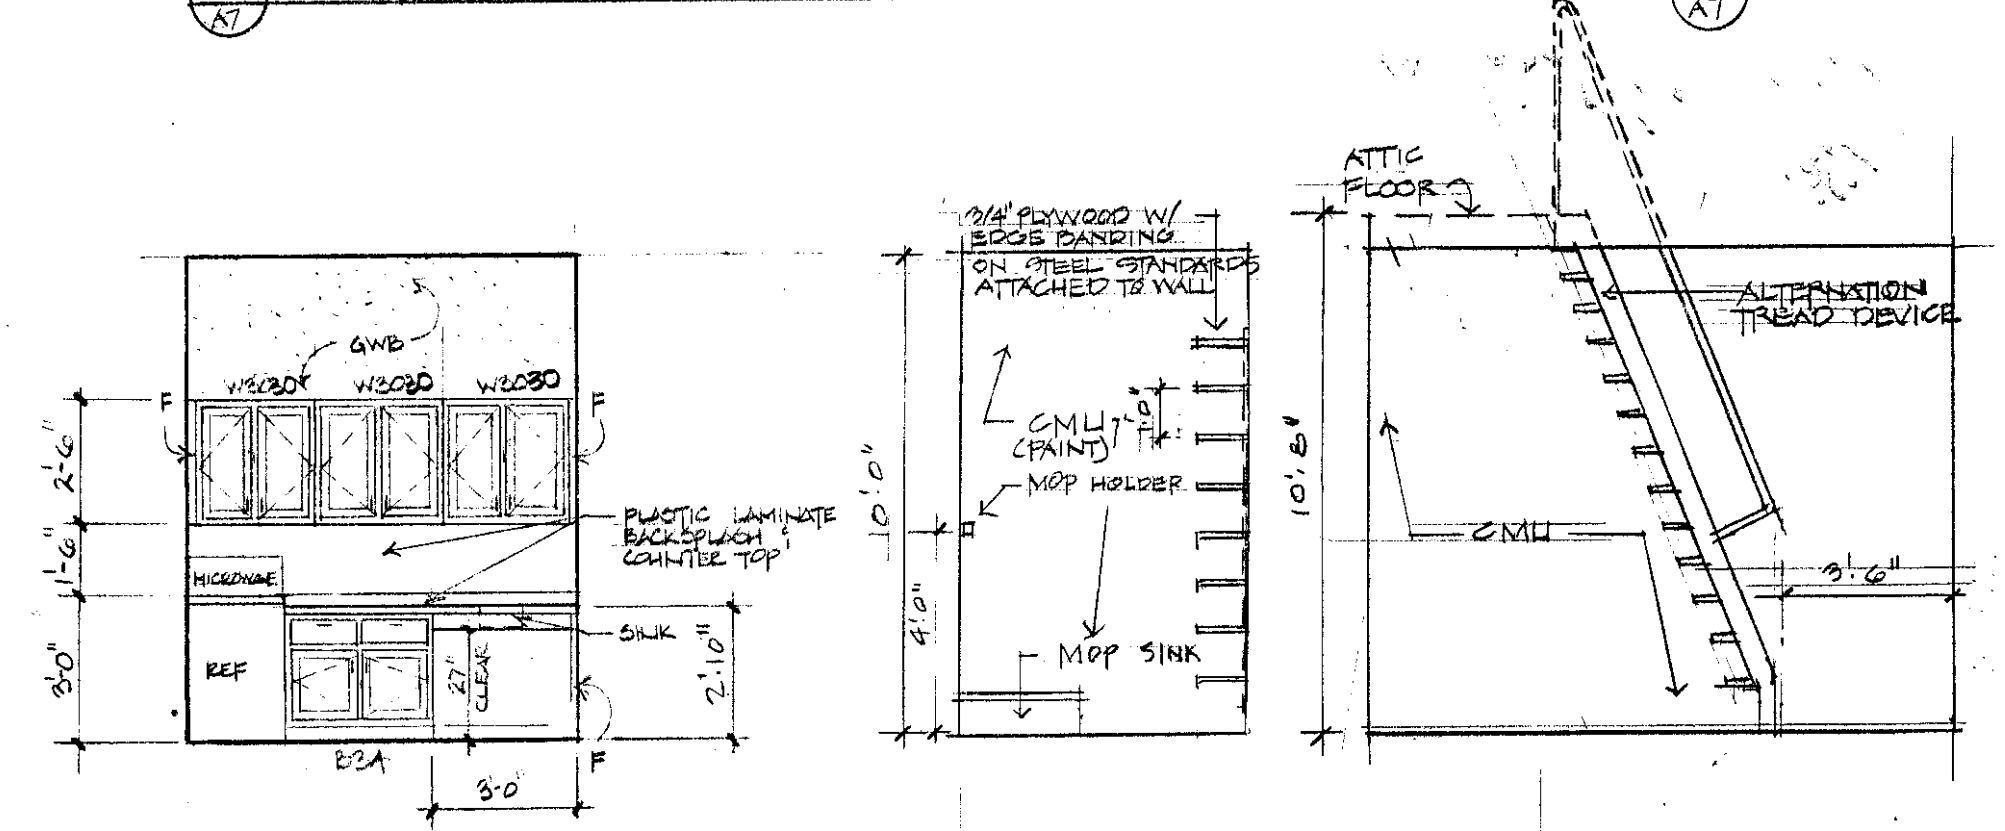 A7
A7
GWB
W3030
W3030
W3030
F
F
2'-6"
1'-6"
3'-0"
MICROWAVE
REF
PLASTIC LAMINATE
BACKSPLASH &
COUNTER TOP
SINK
27"
CLEAR
2'-10"
F
3'-0"
3/4" PLYWOOD W/
EDGE BANDING
ON STEEL STANDARDS
ATTACHED TO WALL
CMU
(PAINT)
1'-0"
MOP HOLDER
MOP SINK
10'-0"
4'-0"
ATTIC
FLOOR
ALTERNATION
TREAD DEVICE
10'-8"
CMU
3'-6"